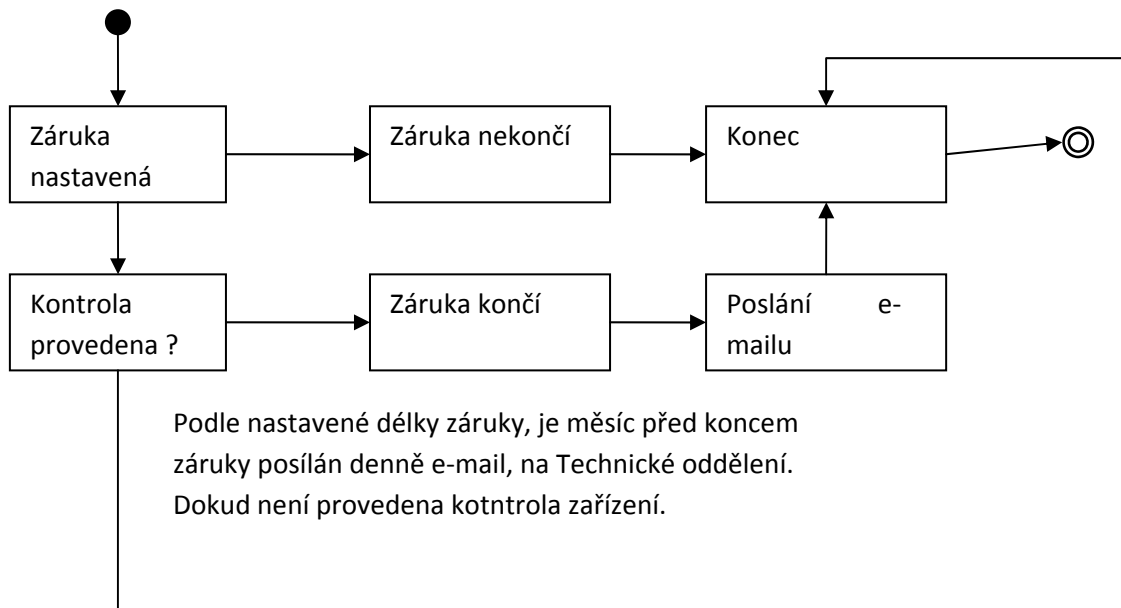 Záruka
nastavená
Záruka nekončí
Konec
Kontrola
provedena ?
Záruka končí
Poslání e-
mailu
Podle nastavené délky záruky, je měsíc před koncem
záruky posílán denně e-mail, na Technické oddělení.
Dokud není provedena kotntrola zařízení.